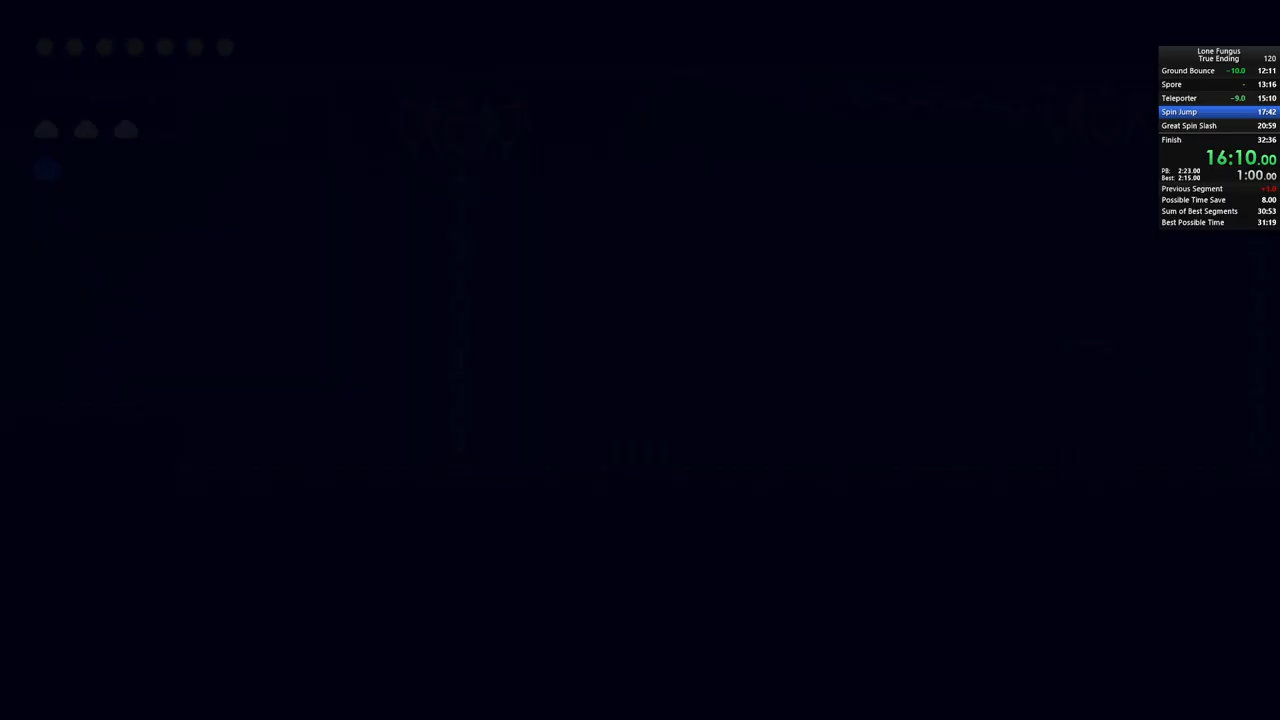 Lone Fungus
True Ending 120
Ground Bounce −10.0 12:11
Spore - 13:16
Teleporter −9.0 15:10
Spin Jump 17:42
Great Spin Slash 20:59
Finish 32:36
16:10.00
PB: 2:23.00
Best: 2:15.00 1:00.00
Previous Segment +1.0
Possible Time Save 8.00
Sum of Best Segments 30:53
Best Possible Time 31:19